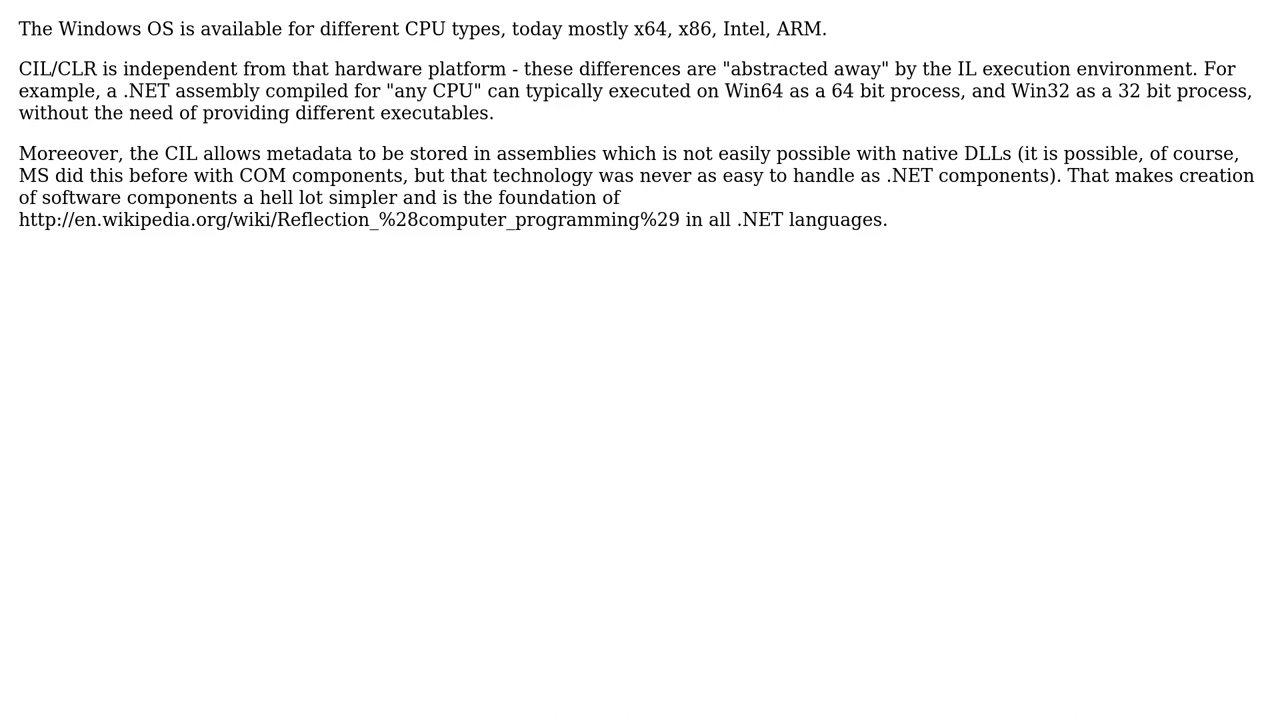 The Windows OS is available for different CPU types, today mostly x64, x86, Intel, ARM.
CIL/CLR is independent from that hardware platform - these differences are "abstracted away" by the IL execution environment. For
example, a .NET assembly compiled for "any CPU" can typically executed on Win64 as a 64 bit process, and Win32 as a 32 bit process,
without the need of providing different executables.
Moreeover, the CIL allows metadata to be stored in assemblies which is not easily possible with native DLLs (it is possible, of course,
MS did this before with COM components, but that technology was never as easy to handle as .NET components). That makes creation
of software components a hell lot simpler and is the foundation of
http://en.wikipedia.org/wiki/Reflection_%28computer_programming%29 in all .NET languages.